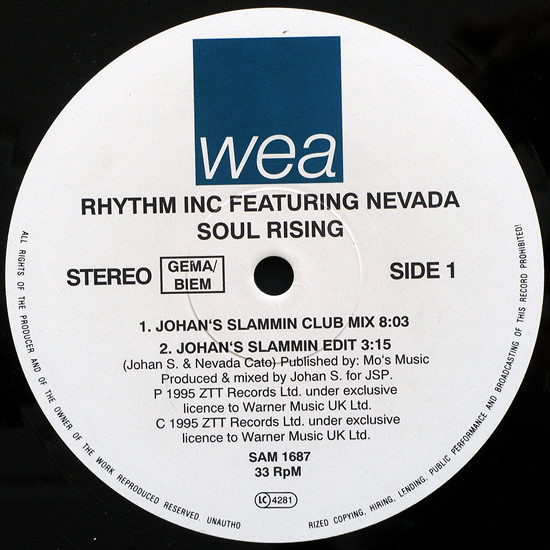 wea
RHYTHM INC FEATURING NEVADA
SOUL RISING
STEREO GEMA/ SIDE 1
BIEM
1. JOHAN'S SLAMMIN CLUB MIX 8:03
2. JOHAN'S SLAMMIN EDIT 3:15
(Johan S. & Nevada Cato) Published by: Mo's Music
Produced & mixed by Johan S. for JSP.
P 1995 ZTT Records Ltd. under exclusive
licence to Warner Music UK Ltd.
C 1995 ZTT Records Ltd. under exclusive
licence to Warner Music UK Ltd.
SAM 1687
33 RpM
LC 4281
ALL RIGHTS OF THE PRODUCER AND OF THE OWNER OF THE WORK REPRODUCED RESERVED. UNAUTHO
RIZED COPYING, HIRING, LENDING, PUBLIC PERFORMANCE AND BROADCASTING OF THIS RECORD PROHIBITED!